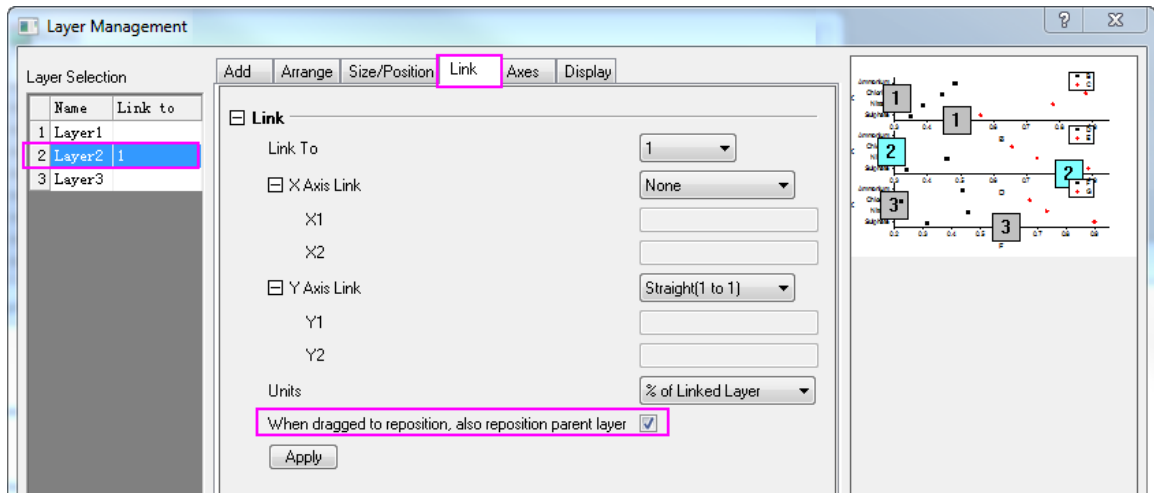 Layer Management
Layer Selection
Name Link to
1 Layer1
2 Layer2 1
3 Layer3
Add Arrange Size/Position Link Axes Display
Link
Link To 1
X Axis Link None
X1
X2
Y Axis Link Straight(1 to 1)
Y1
Y2
Units % of Linked Layer
When dragged to reposition, also reposition parent layer
Apply
1
1
2
2
3
3